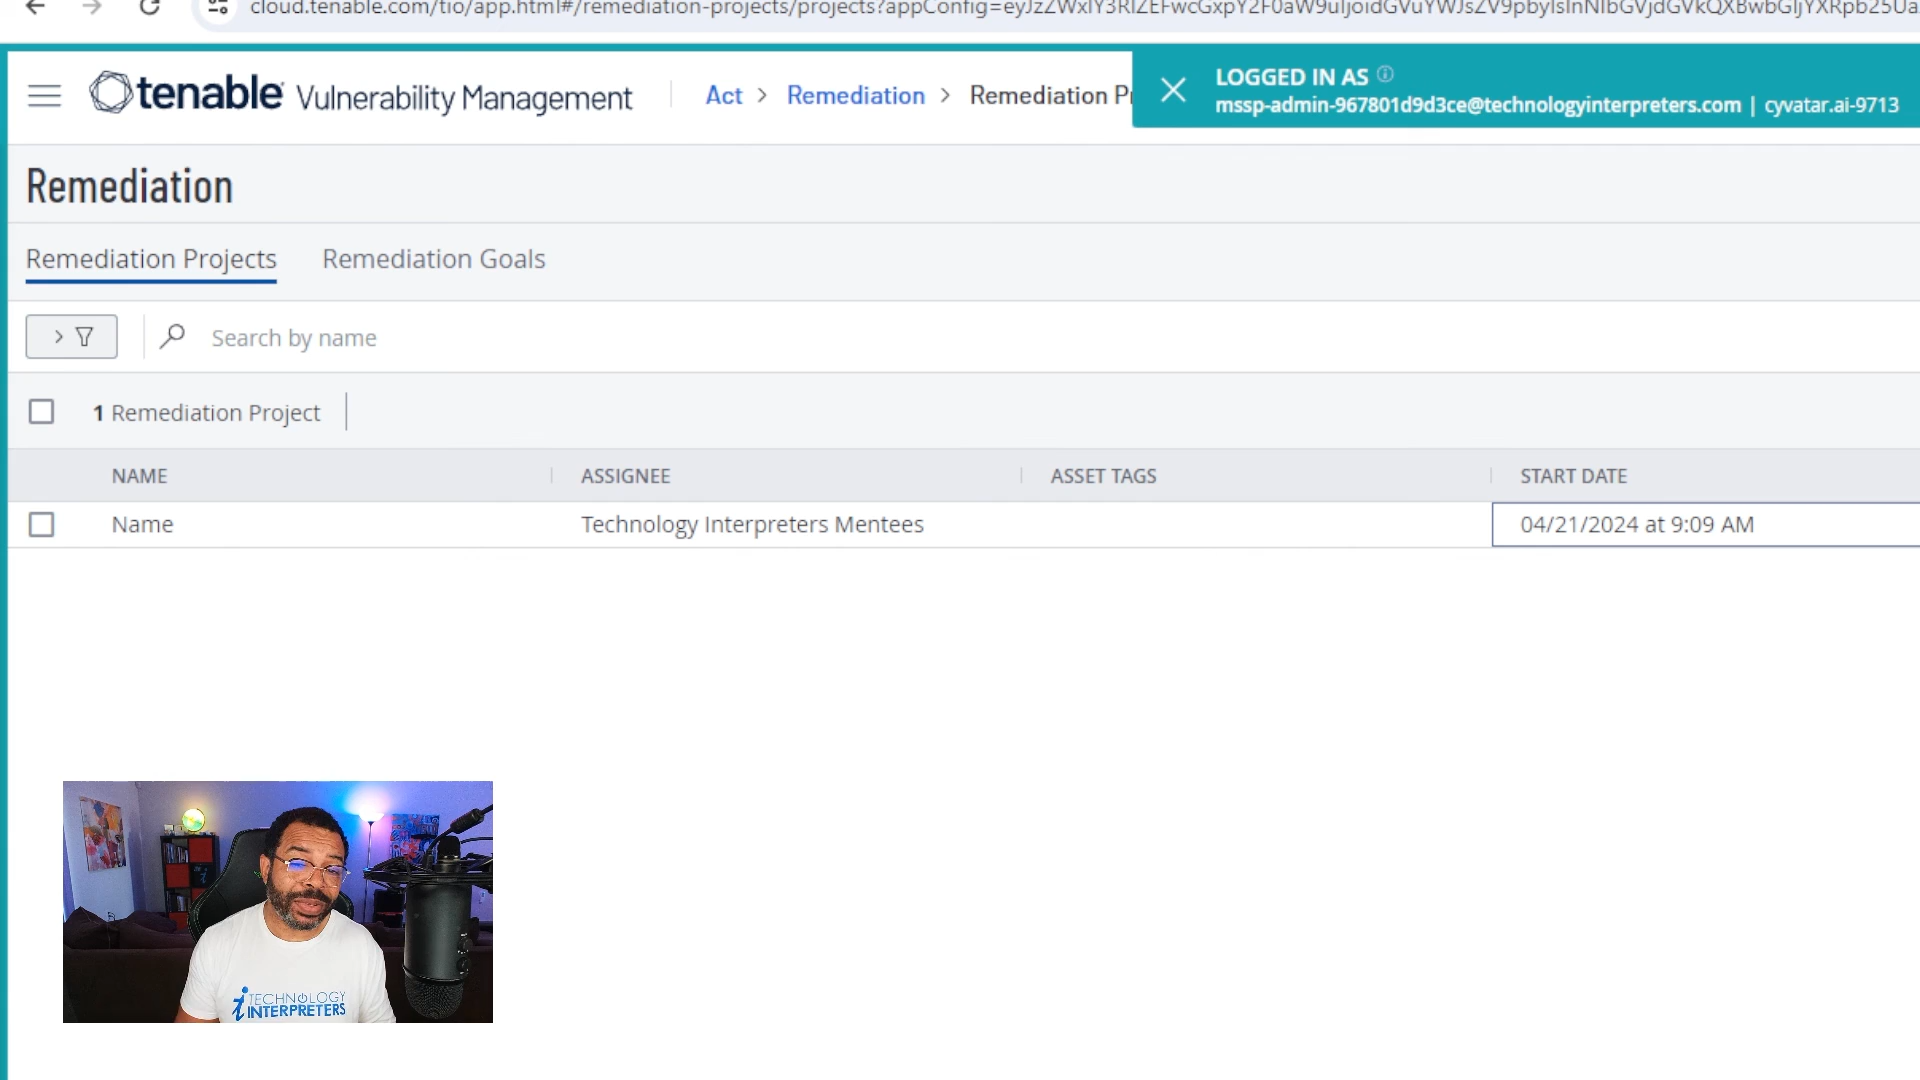 cloud.tenable.com/tio/app.html#/remediation-projects/projects?appConfig=
tenable Vulnerability Management
Act > Remediation > Remediation Pr
LOGGED IN AS
mssp-admin-967801d9d3ce@technologyinterpreters.com | cyvatar.ai-9713
Remediation
Remediation Projects Remediation Goals
Search by name
1 Remediation Project
NAME ASSIGNEE ASSET TAGS START DATE
Name Technology Interpreters Mentees 04/21/2024 at 9:09 AM
TECHNOLOGY
INTERPRETERS